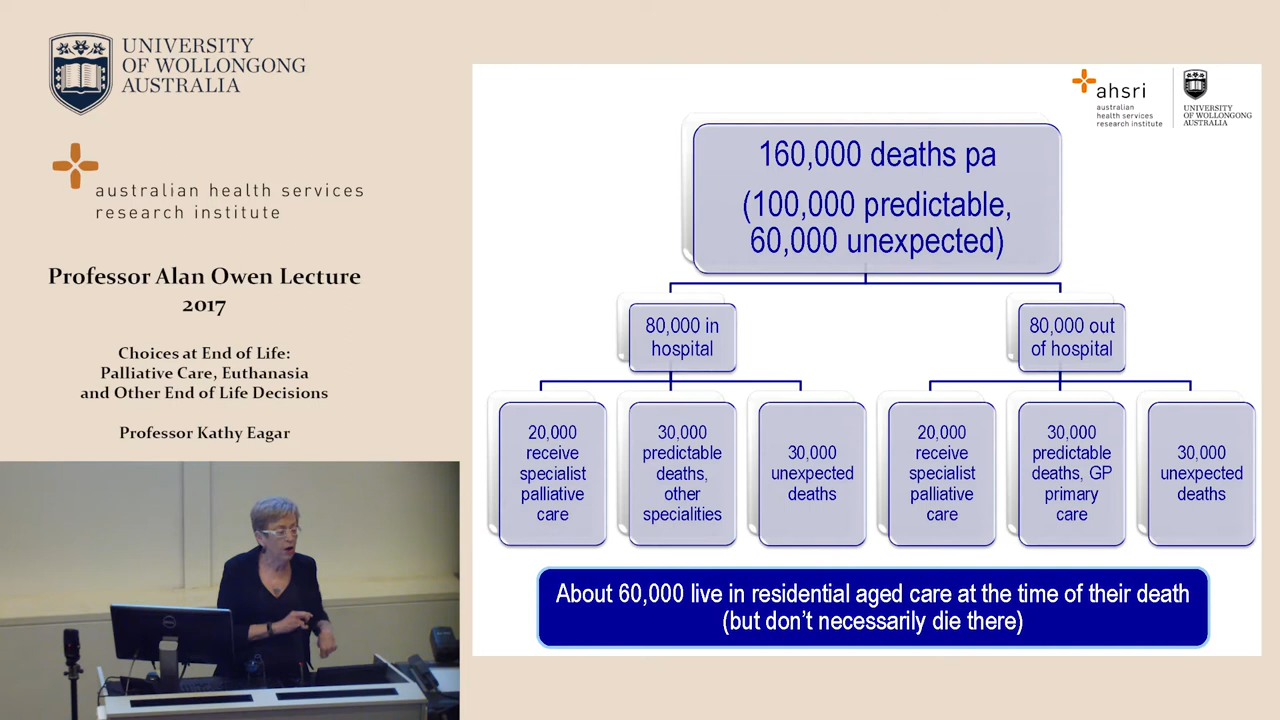 UNIVERSITY
OF WOLLONGONG
AUSTRALIA
australian health services
research institute
Professor Alan Owen Lecture
2017
Choices at End of Life:
Palliative Care, Euthanasia
and Other End of Life Decisions
Professor Kathy Eagar
DELL
ahsri
australian
health services
research institute
UNIVERSITY
OF WOLLONGONG
AUSTRALIA
160,000 deaths pa
(100,000 predictable,
60,000 unexpected)
80,000 in
hospital
80,000 out
of hospital
20,000
receive
specialist
palliative
care
30,000
predictable
deaths,
other
specialities
30,000
unexpected
deaths
20,000
receive
specialist
palliative
care
30,000
predictable
deaths, GP
primary
care
30,000
unexpected
deaths
About 60,000 live in residential aged care at the time of their death
(but don't necessarily die there)